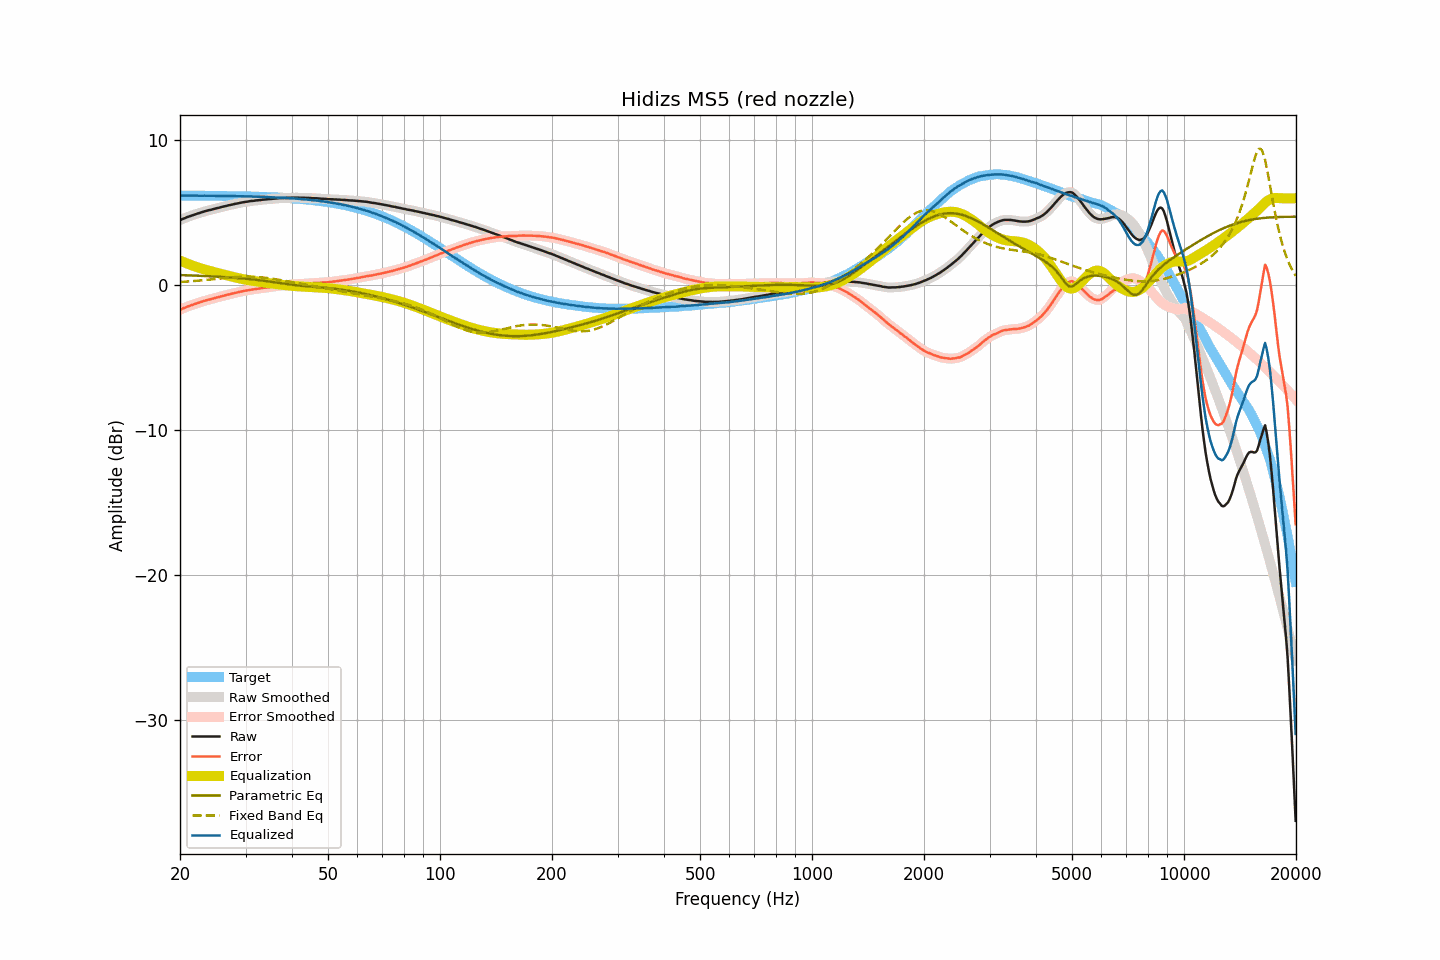 Hidizs MS5 (red nozzle)
10
0
−10
−20
−30
Amplitude (dBr)
Target
Raw Smoothed
Error Smoothed
Raw
Error
Equalization
Parametric Eq
Fixed Band Eq
Equalized
20 50 100 200 500 1000 2000 5000 10000 20000
Frequency (Hz)